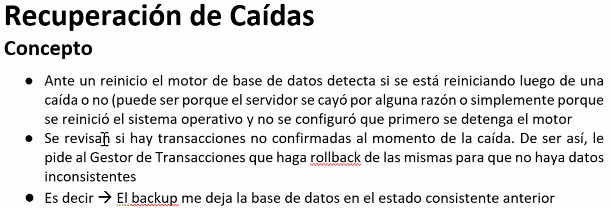 Recuperación de Caídas
Concepto
● Ante un reinicio el motor de base de datos detecta si se está reiniciando luego de una
caída o no (puede ser porque el servidor se cayó por alguna razón o simplemente porque
se reinició el sistema operativo y no se configuró que primero se detenga el motor
● Se revisan si hay transacciones no confirmadas al momento de la caída. De ser así, le
pide al Gestor de Transacciones que haga rollback de las mismas para que no haya datos
inconsistentes
● Es decir → El backup me deja la base de datos en el estado consistente anterior